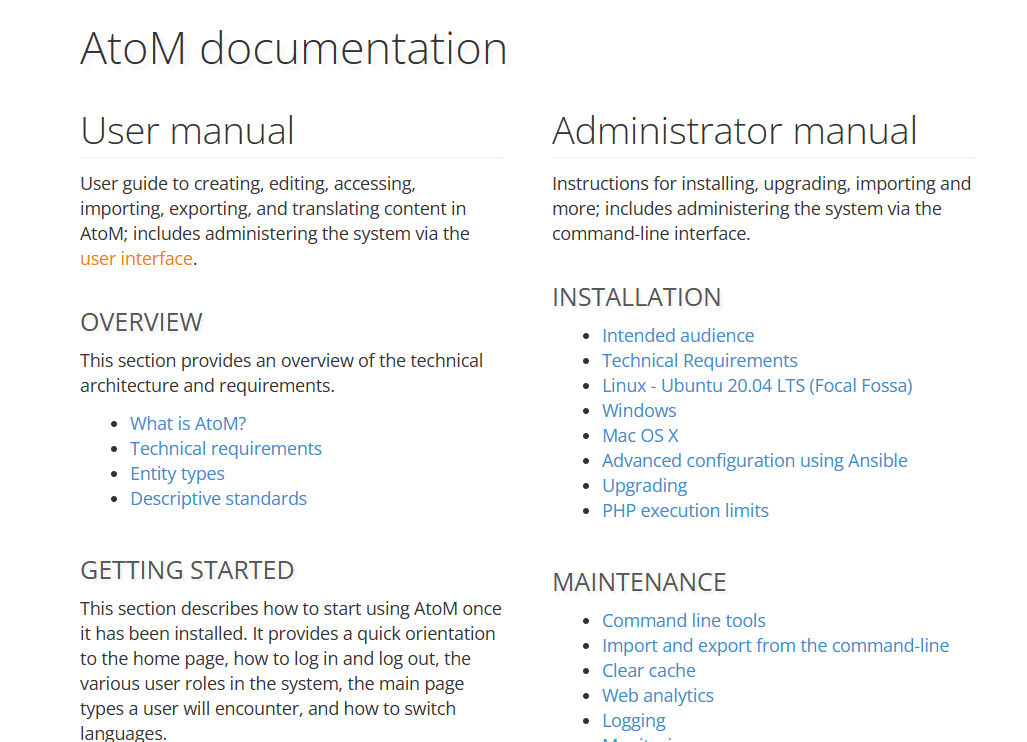 AtoM documentation
User manual
User guide to creating, editing, accessing,
importing, exporting, and translating content in
AtoM; includes administering the system via the
user interface.
OVERVIEW
This section provides an overview of the technical
architecture and requirements.
What is AtoM?
Technical requirements
Entity types
Descriptive standards
GETTING STARTED
This section describes how to start using AtoM once
it has been installed. It provides a quick orientation
to the home page, how to log in and log out, the
various user roles in the system, the main page
types a user will encounter, and how to switch
languages.
Administrator manual
Instructions for installing, upgrading, importing and
more; includes administering the system via the
command-line interface.
INSTALLATION
Intended audience
Technical Requirements
Linux - Ubuntu 20.04 LTS (Focal Fossa)
Windows
Mac OS X
Advanced configuration using Ansible
Upgrading
PHP execution limits
MAINTENANCE
Command line tools
Import and export from the command-line
Clear cache
Web analytics
Logging